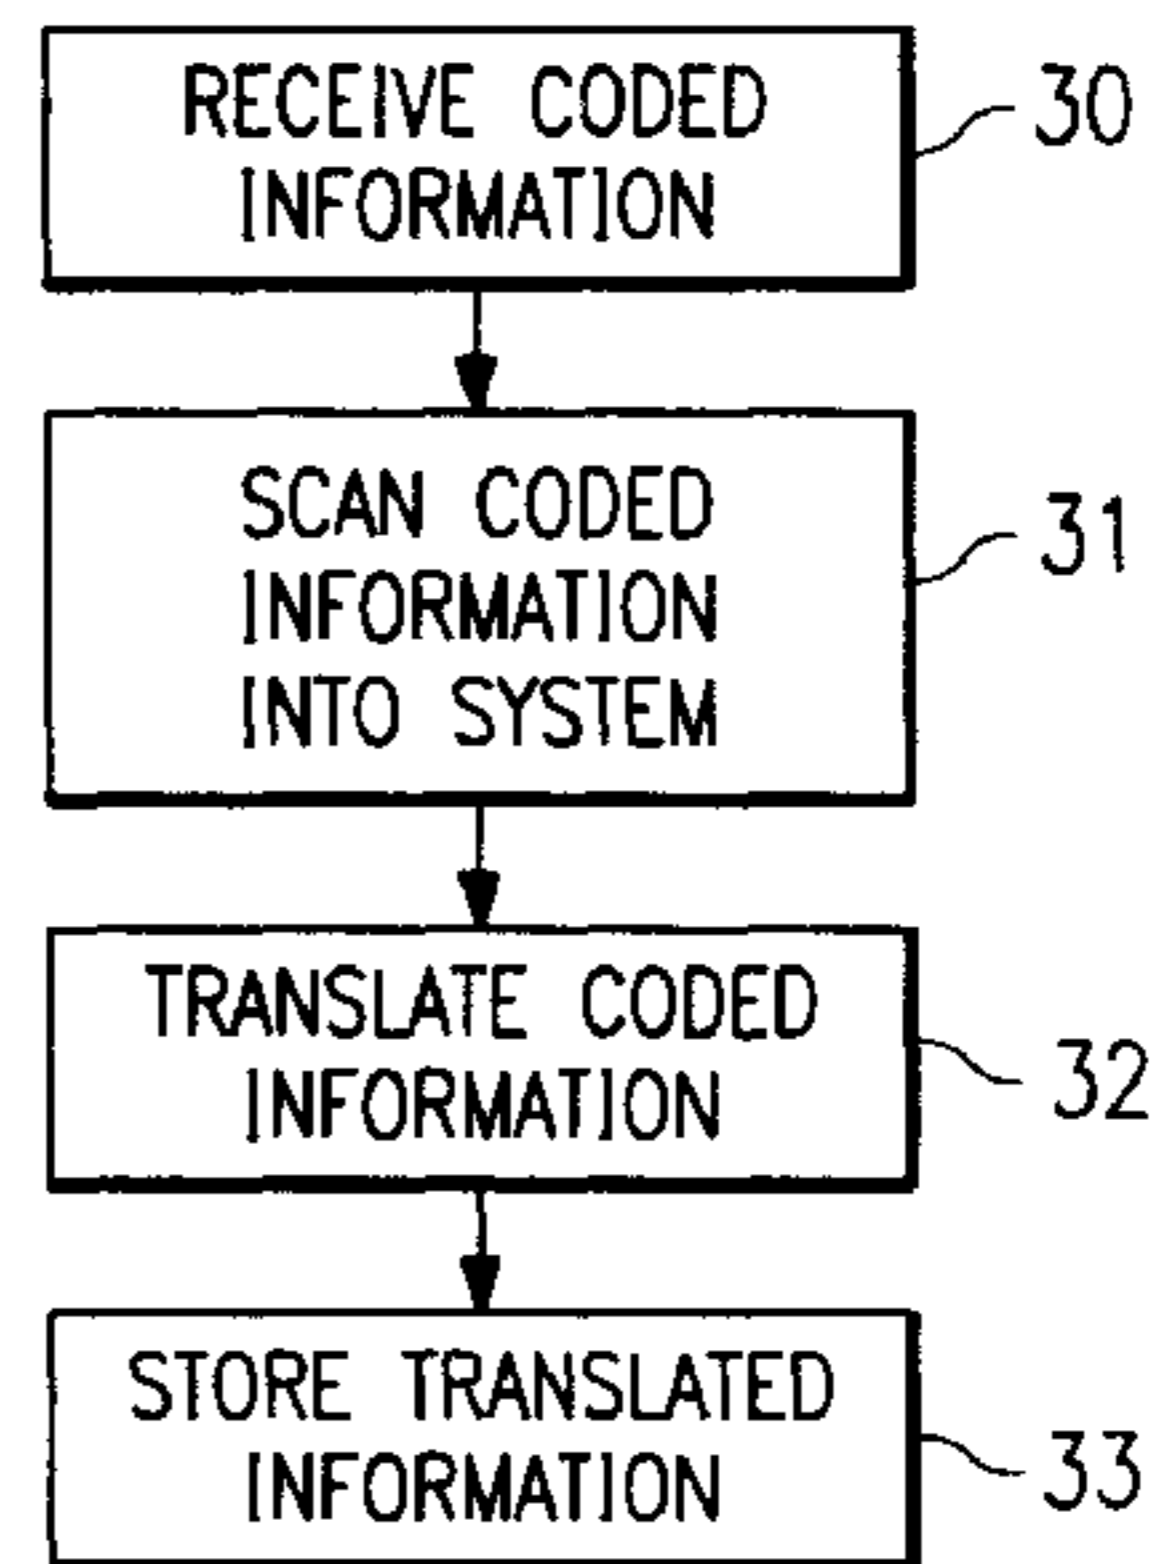 RECEIVE CODED
INFORMATION
30
SCAN CODED
INFORMATION
INTO SYSTEM
31
TRANSLATE CODED
INFORMATION
32
STORE TRANSLATED
INFORMATION
33